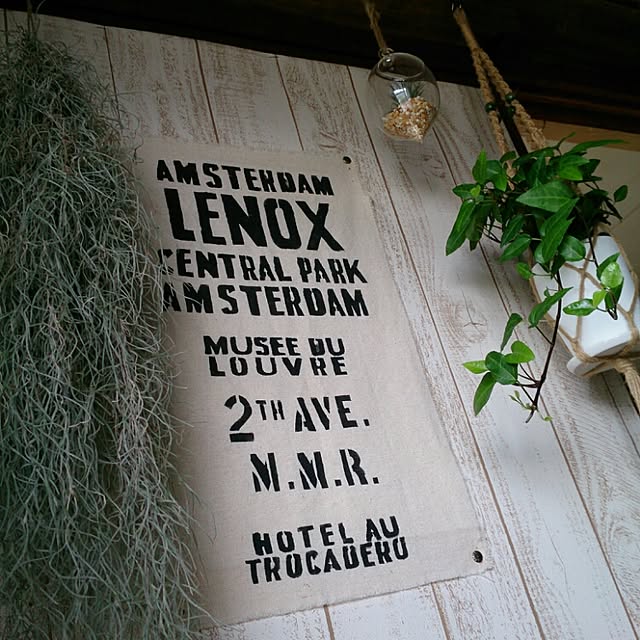 AMSTERDAM
LENOX
CENTRAL PARK
AMSTERDAM
MUSEE DU
LOUVRE
2TH AVE.
M.M.R.
HOTEL AU
TROCADERO